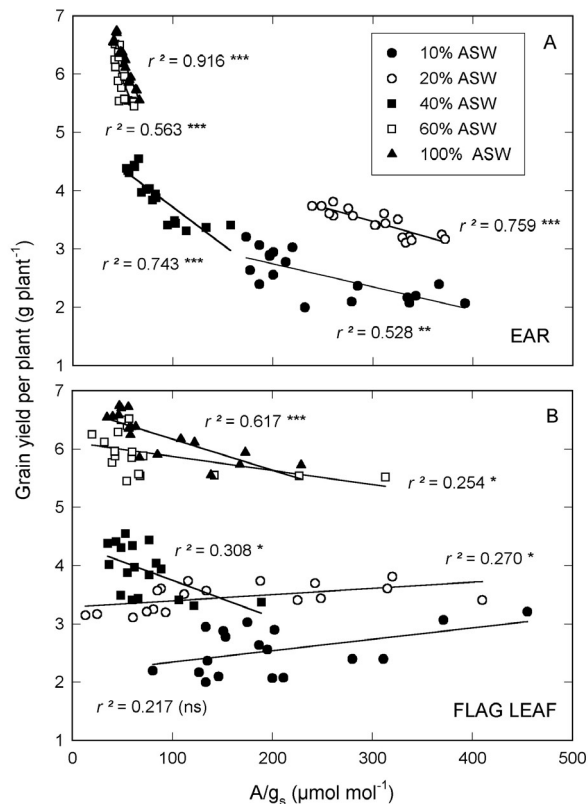 7
6
5
4
3
2
1
A
r² = 0.916 ***
10% ASW
20% ASW
40% ASW
60% ASW
100% ASW
r² = 0.563 ***
r² = 0.759 ***
r² = 0.743 ***
r² = 0.528 **
EAR
Grain yield per plant (g plant⁻¹)
7
6
5
4
3
2
1
B
r² = 0.617 ***
r² = 0.254 *
r² = 0.308 *
r² = 0.270 *
r² = 0.217 (ns)
FLAG LEAF
0 100 200 300 400 500
A/gₛ (µmol mol⁻¹)